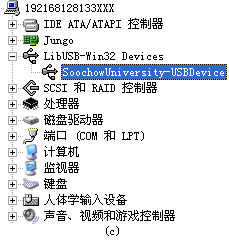 192168128133XXX
IDE ATA/ATAPI 控制器
Jungo
LibUSB-Win32 Devices
SoochowUniversity-USBDevice
SCSI 和 RAID 控制器
处理器
磁盘驱动器
端口 (COM 和 LPT)
计算机
监视器
键盘
人体学输入设备
声音、视频和游戏控制器
(c)